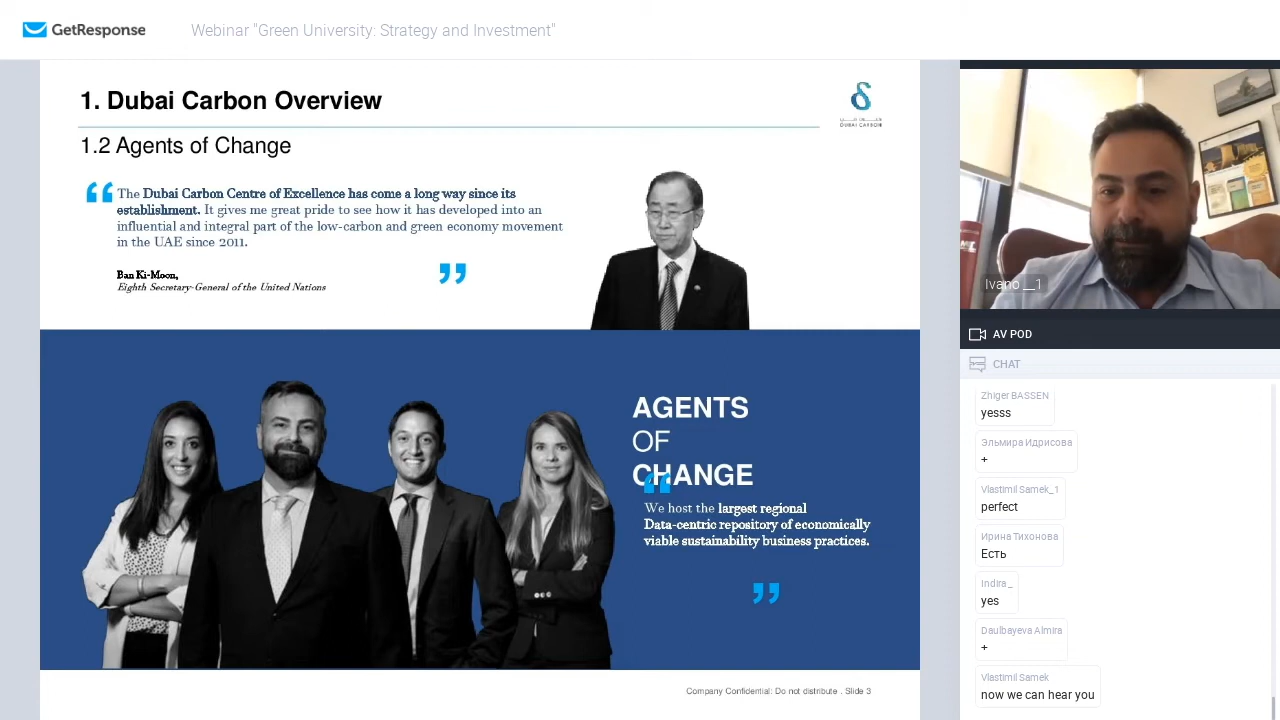 GetResponse
Webinar "Green University: Strategy and Investment"
1. Dubai Carbon Overview
DUBAI CARBON
1.2 Agents of Change
“
The Dubai Carbon Centre of Excellence has come a long way since its
establishment. It gives me great pride to see how it has developed into an
influential and integral part of the low-carbon and green economy movement
in the UAE since 2011.
”
Ban Ki-Moon,
Eighth Secretary-General of the United Nations
AGENTS
OF
CHANGE
“
We host the largest regional
Data-centric repository of economically
viable sustainability business practices.
”
Company Confidential: Do not distribute . Slide 3
Ivano __1
AV POD
CHAT
Zhiger BASSEN
yesss
Эльмира Идрисова
+
Vlastimil Samek_1
perfect
Ирина Тихонова
Есть
Indira_
yes
Daulbayeva Almira
+
Vlastimil Samek
now we can hear you